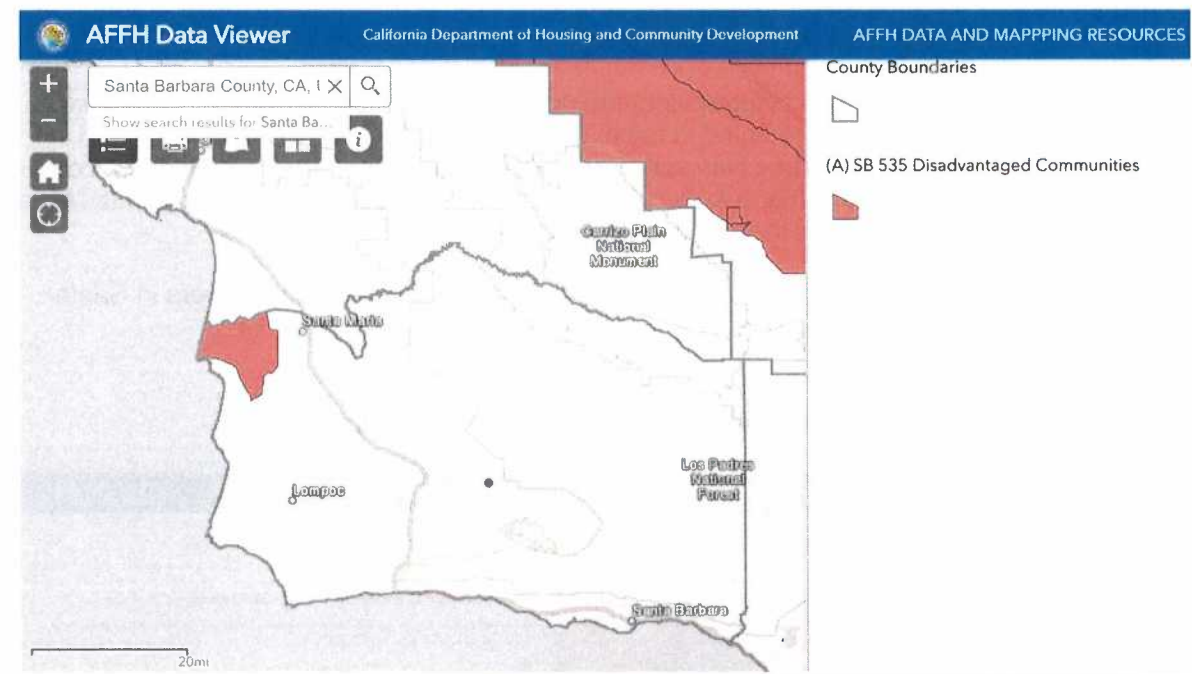 AFFH Data Viewer
California Department of Housing and Community Development
AFFH DATA AND MAPPPING RESOURCES
+
Santa Barbara County, CA, U
−
Show search results for Santa Ba...
County Boundaries
(A) SB 535 Disadvantaged Communities
Carrizo Plain
National
Monument
Santa Maria
Los Padres
National
Forest
Lompoc
Santa Barbara
20mi